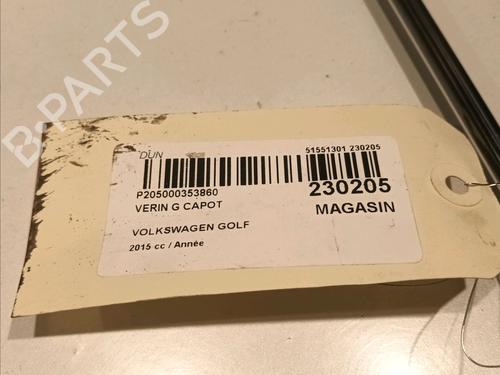 B-PARTS
DUN
51551301 230205
P205000353860
230205
VERIN G CAPOT
MAGASIN
VOLKSWAGEN GOLF
2015 cc / Année